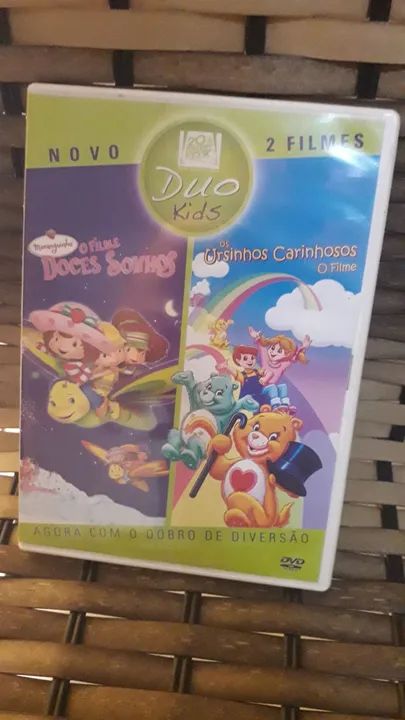 NOVO
2 FILMES
Duo
Kids
Moranguinho
O FILME
DOCES SONHOS
OS
Ursinhos Carinhosos
O Filme
AGORA COM O DOBRO DE DIVERSÃO
DVD